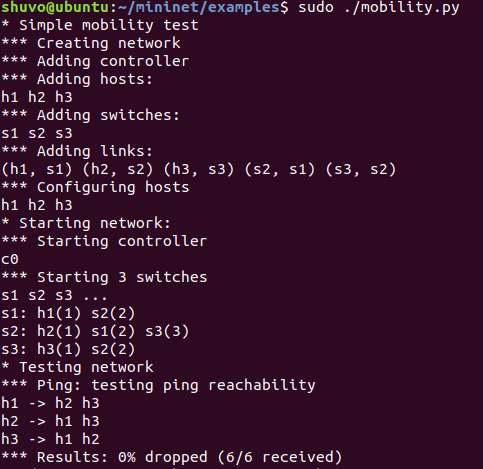 shuvo@ubuntu:~/mininet/examples$ sudo ./mobility.py
* Simple mobility test
*** Creating network
*** Adding controller
*** Adding hosts:
h1 h2 h3
*** Adding switches:
s1 s2 s3
*** Adding links:
(h1, s1) (h2, s2) (h3, s3) (s2, s1) (s3, s2)
*** Configuring hosts
h1 h2 h3
* Starting network:
*** Starting controller
c0
*** Starting 3 switches
s1 s2 s3 ...
s1: h1(1) s2(2)
s2: h2(1) s1(2) s3(3)
s3: h3(1) s2(2)
* Testing network
*** Ping: testing ping reachability
h1 -> h2 h3
h2 -> h1 h3
h3 -> h1 h2
*** Results: 0% dropped (6/6 received)